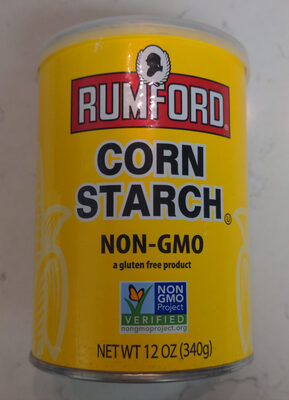 RUMFORD®
CORN
STARCH Ⓤ
NON-GMO
a gluten free product
NON
GMO
Project
VERIFIED
nongmoproject.org
NET WT 12 OZ (340g)